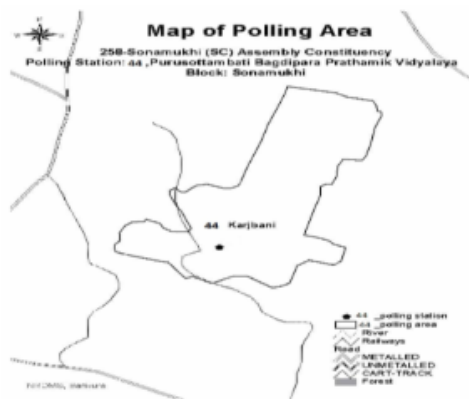 Map of Polling Area
258-Sonamukhi (SC) Assembly Constituency
Polling Station: 44 ,Purusottambati Bagdipara Prathamik Vidyalaya
Block: Sonamukhi
44 Karjbani
44 _polling station
44 _polling area
River
Railways
Road
METALLED
UNMETALLED
CART-TRACK
Forest